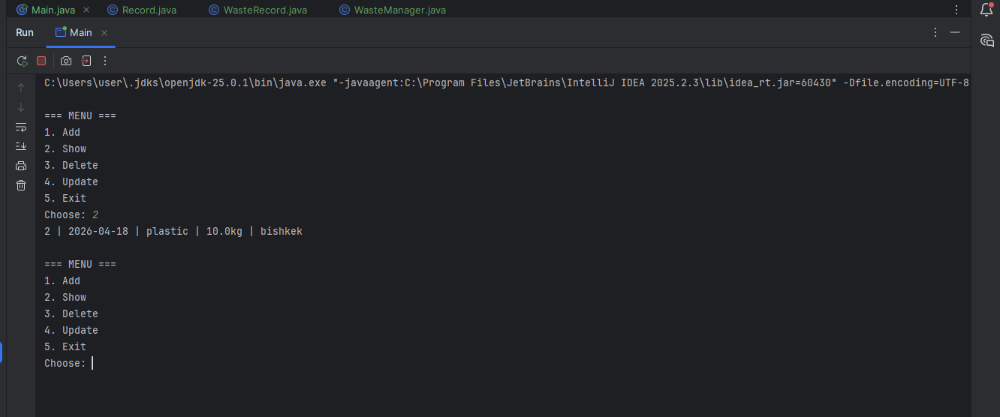 Main.java Record.java WasteRecord.java WasteManager.java
Run Main
C:\Users\user\.jdks\openjdk-25.0.1\bin\java.exe "-javaagent:C:\Program Files\JetBrains\IntelliJ IDEA 2025.2.3\lib\idea_rt.jar=60430" -Dfile.encoding=UTF-8
=== MENU ===
1. Add
2. Show
3. Delete
4. Update
5. Exit
Choose: 2
2 | 2026-04-18 | plastic | 10.0kg | bishkek
=== MENU ===
1. Add
2. Show
3. Delete
4. Update
5. Exit
Choose: